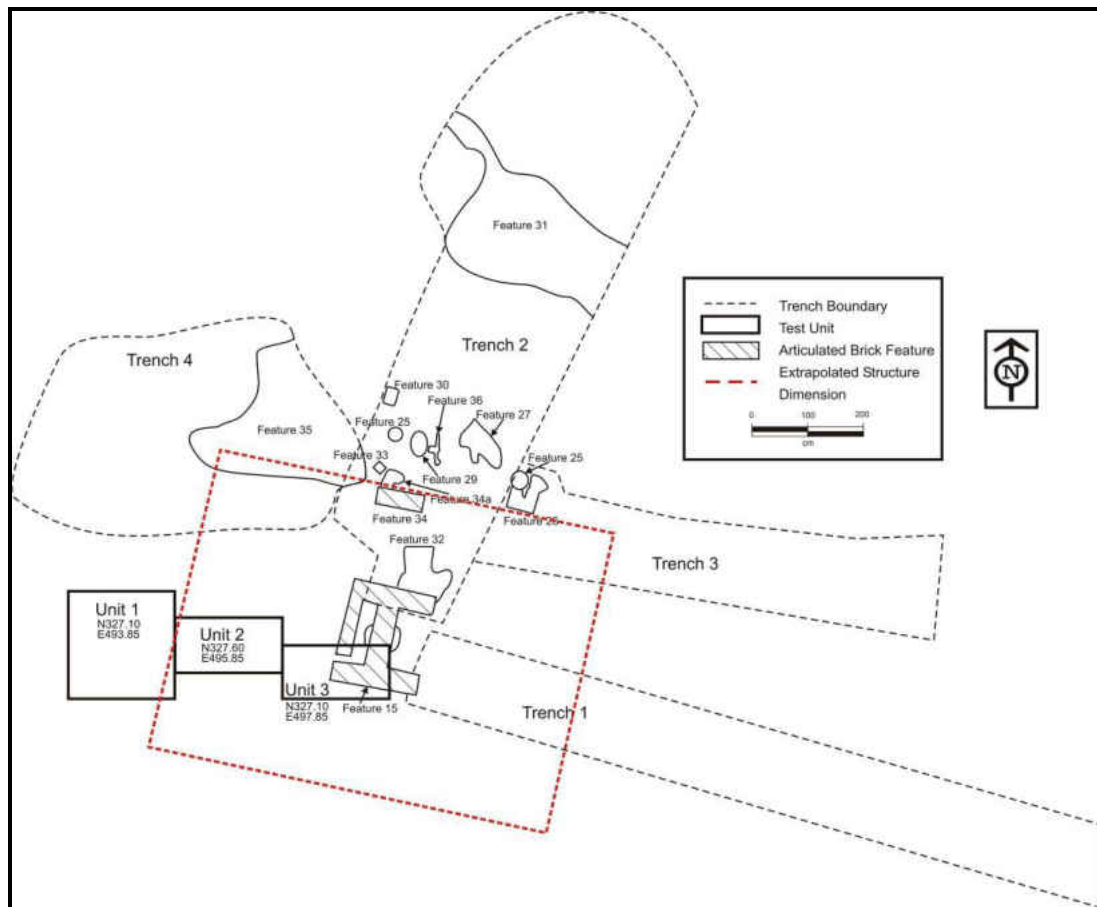 Feature 31
Trench Boundary
Test Unit
Articulated Brick Feature
Extrapolated Structure
Dimension
0 100 200
cm
N
Trench 2
Trench 4
Feature 30
Feature 36
Feature 27
Feature 25
Feature 35
Feature 33
Feature 25
Feature 29
Feature 34a
Feature 34
Feature 32
Trench 3
Unit 1
N327.10
E493.85
Unit 2
N327.60
E495.85
Unit 3
N327.10
E497.85
Feature 15
Trench 1